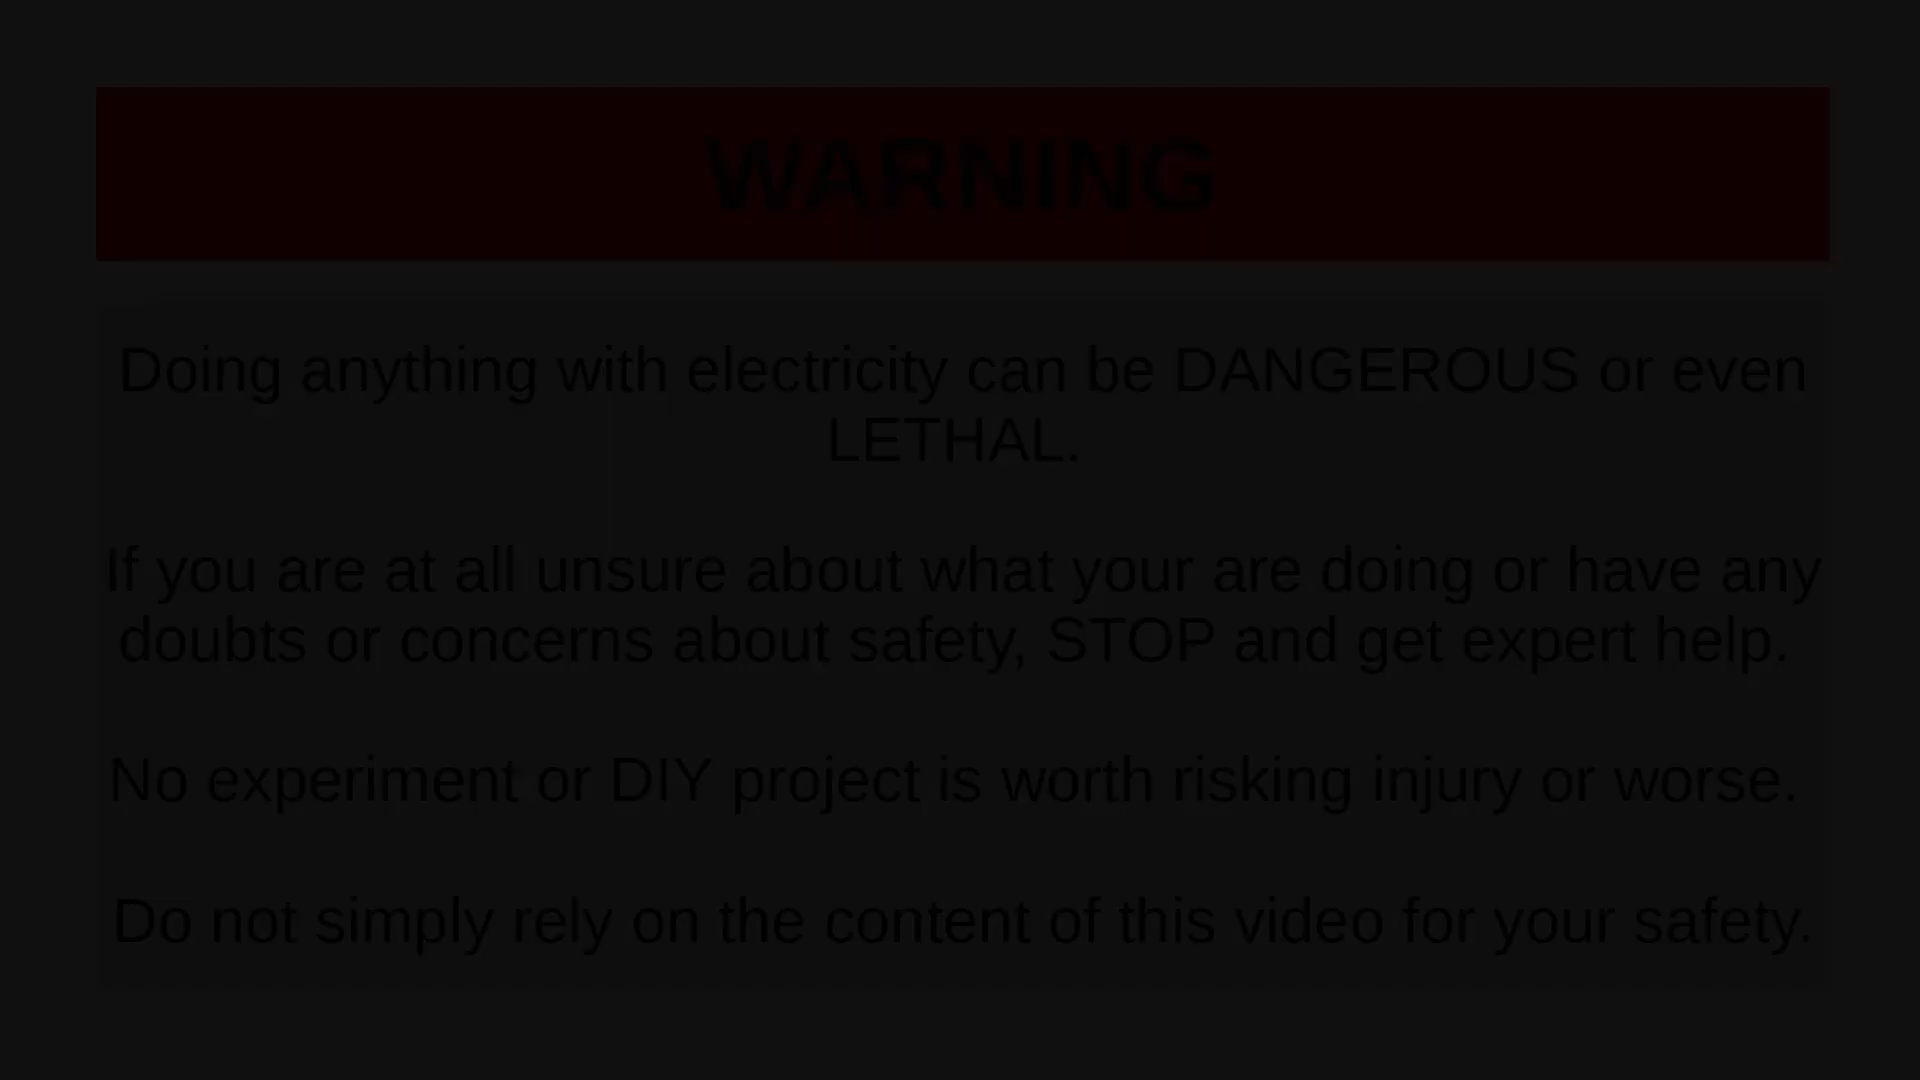 WARNING
Doing anything with electricity can be DANGEROUS or even
LETHAL.
If you are at all unsure about what your are doing or have any
doubts or concerns about safety, STOP and get expert help.
No experiment or DIY project is worth risking injury or worse.
Do not simply rely on the content of this video for your safety.